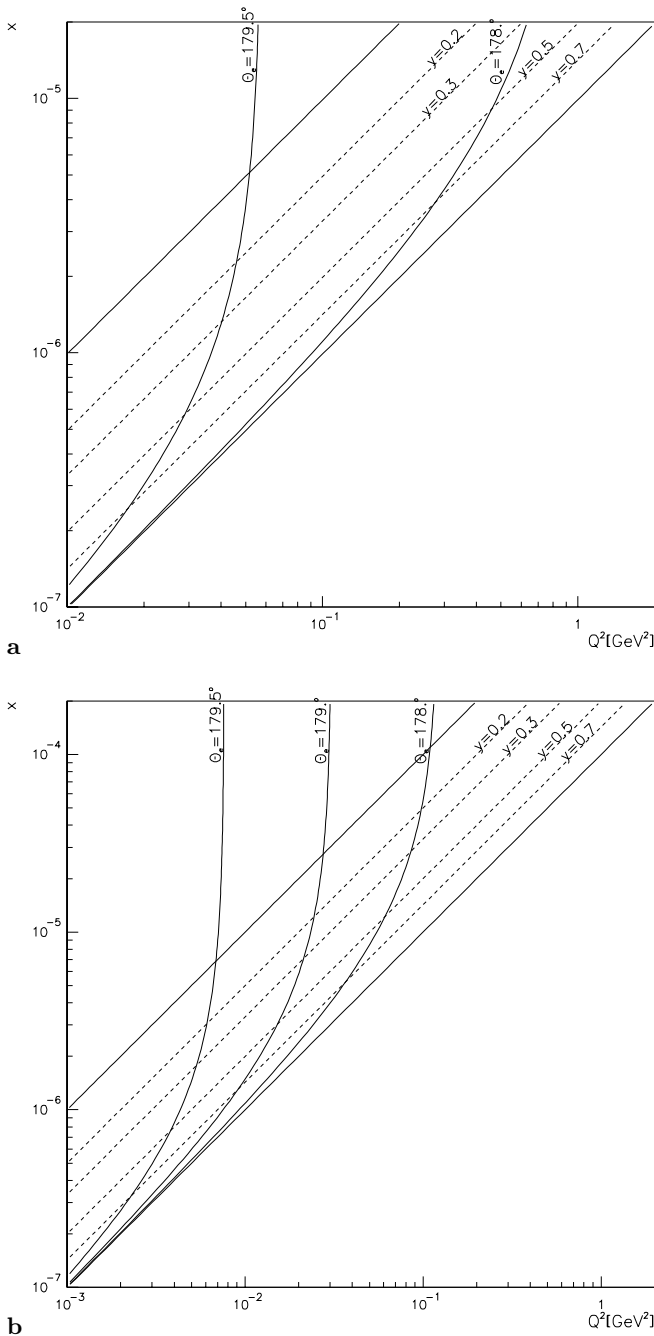 x
Θe=179.5°
y=0.2
y=0.3
Θe=178.°
y=0.5
y=0.7
10-5
10-6
10-7
10-2
10-1
1
Q2[GeV2]
a
x
Θe=179.5°
Θe=179.°
Θe=178.°
y=0.2
y=0.3
y=0.5
y=0.7
10-4
10-5
10-6
10-7
10-3
10-2
10-1
1
Q2[GeV2]
b